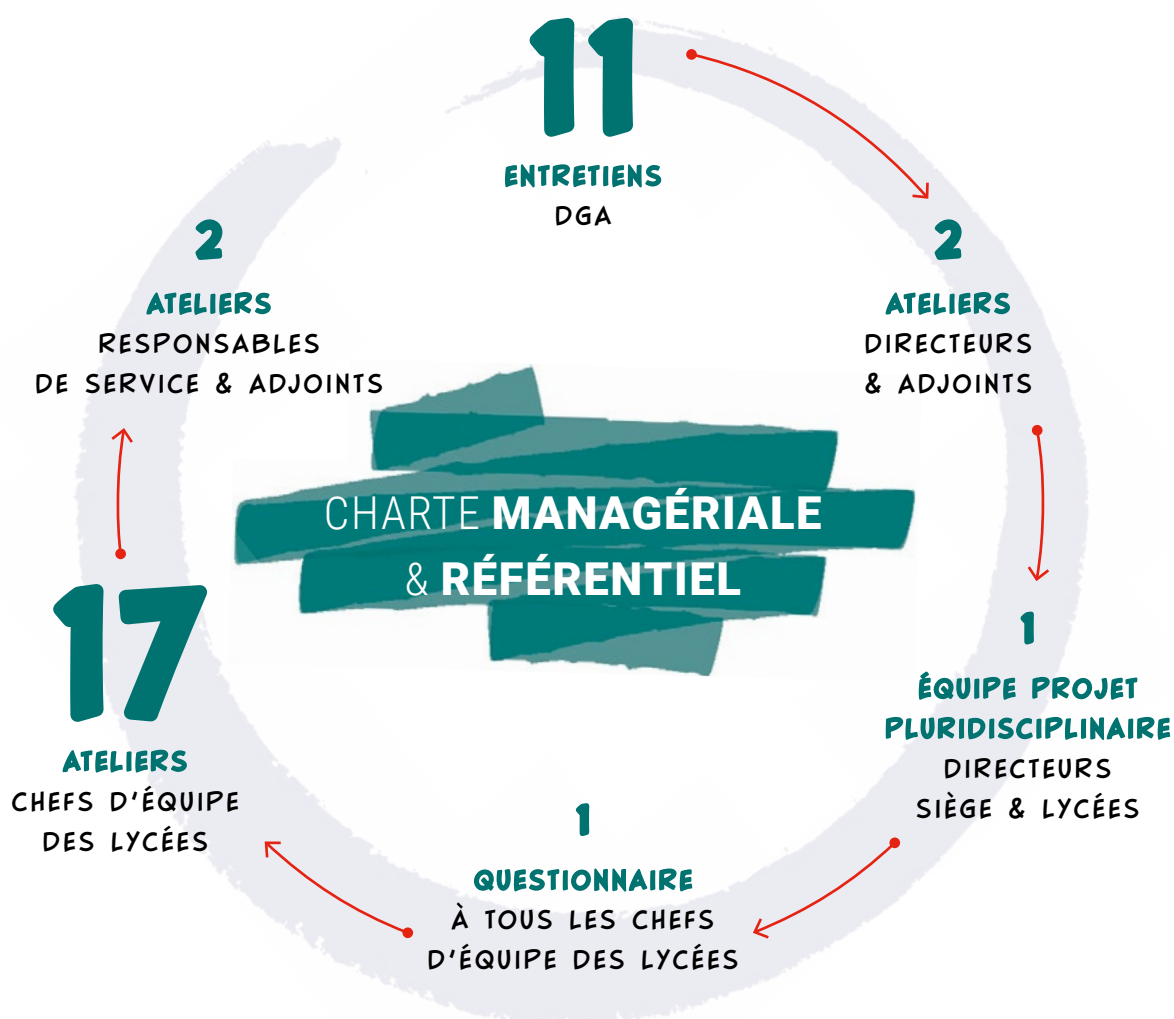 11
ENTRETIENS
DGA
2
ATELIERS
DIRECTEURS
& ADJOINTS
1
ÉQUIPE PROJET
PLURIDISCIPLINAIRE
DIRECTEURS
SIÈGE & LYCÉES
1
QUESTIONNAIRE
À TOUS LES CHEFS
D'ÉQUIPE DES LYCÉES
17
ATELIERS
CHEFS D'ÉQUIPE
DES LYCÉES
2
ATELIERS
RESPONSABLES
DE SERVICE & ADJOINTS
CHARTE MANAGÉRIALE
& RÉFÉRENTIEL